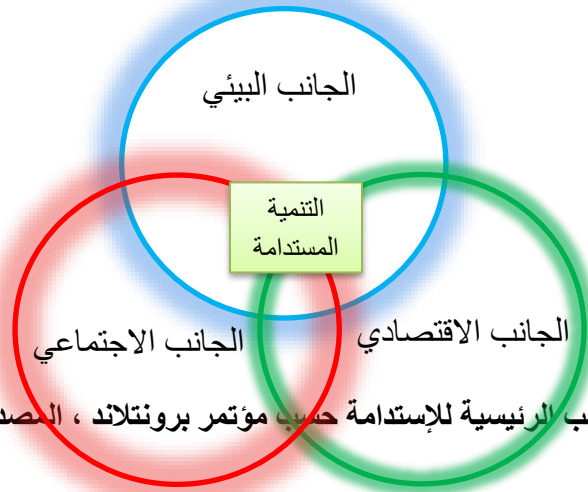 الجانب البيئي
التنمية
المستدامة
الجانب الاقتصادي
الجانب الاجتماعي
الرئيسية للإستدامة حسب مؤتمر برونتلاند ،